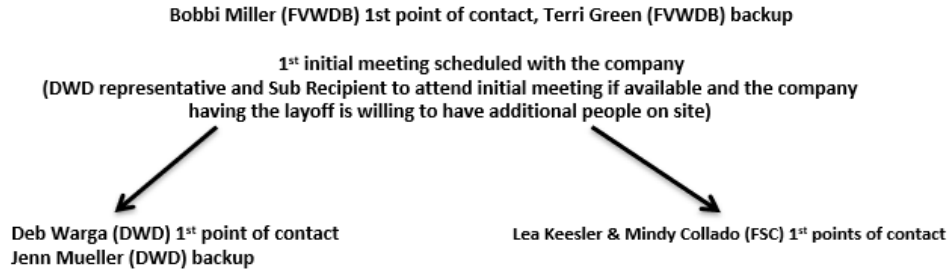 Bobbi Miller (FVWDB) 1st point of contact, Terri Green (FVWDB) backup
1st initial meeting scheduled with the company
(DWD representative and Sub Recipient to attend initial meeting if available and the company
having the layoff is willing to have additional people on site)
Deb Warga (DWD) 1st point of contact
Jenn Mueller (DWD) backup
Lea Keesler & Mindy Collado (FSC) 1st points of contact